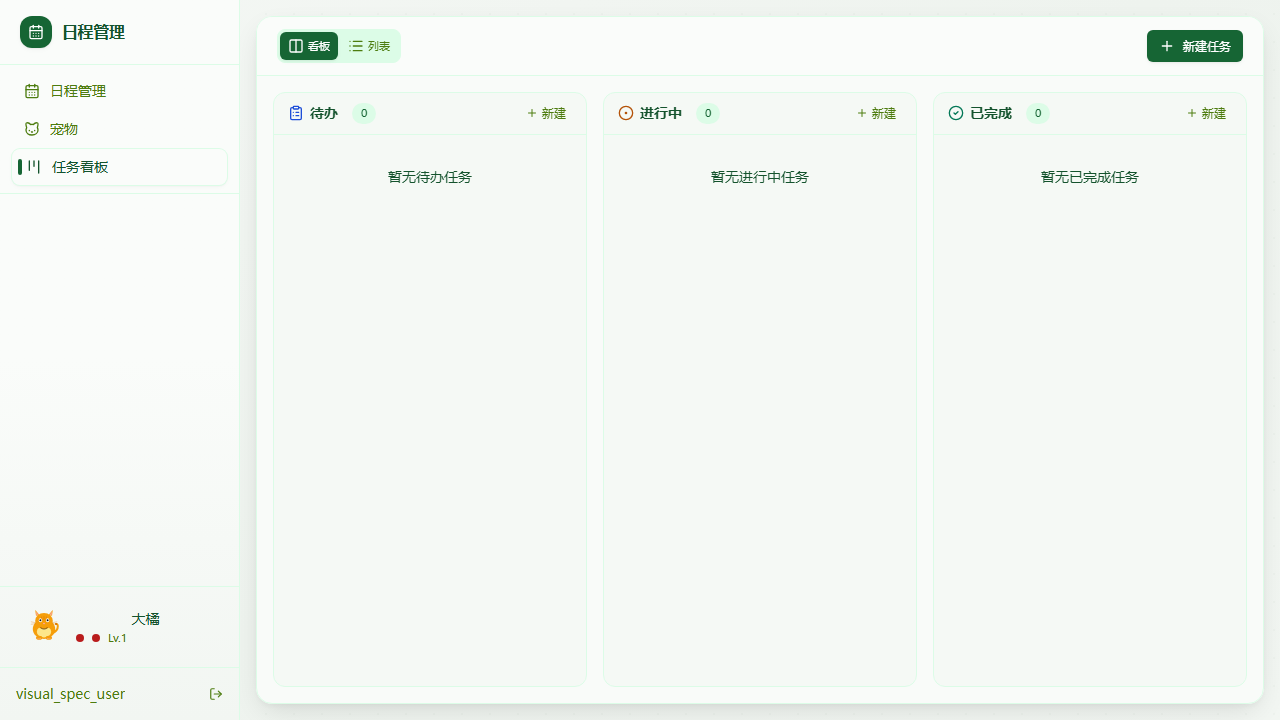 日程管理
日程管理
宠物
任务看板
看板
列表
新建任务
待办 0 新建
进行中 0 新建
已完成 0 新建
暂无待办任务
暂无进行中任务
暂无已完成任务
大橘
Lv.1
visual_spec_user